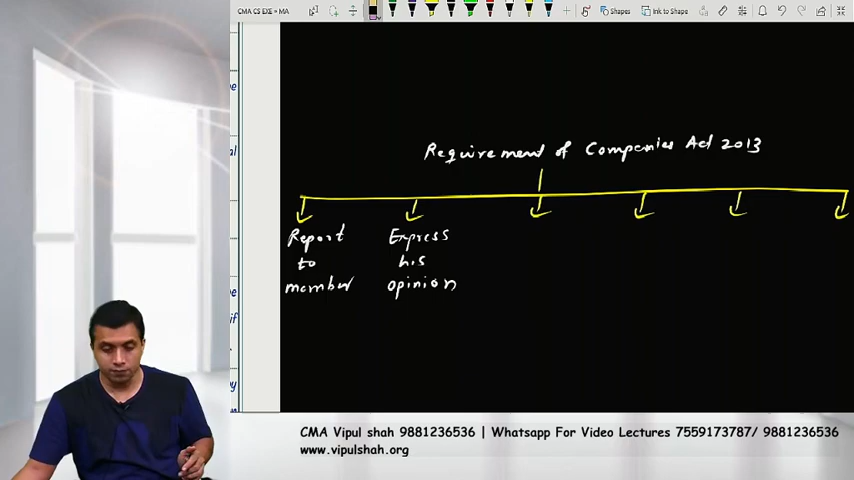 CMA CS EXE = MA
Shapes
Ink to Shape
Requirement of Companies Act 2013
Report
to
member
Express
his
opinion
CMA Vipul shah 9881236536 | Whatsapp For Video Lectures 7559173787/ 9881236536
www.vipulshah.org